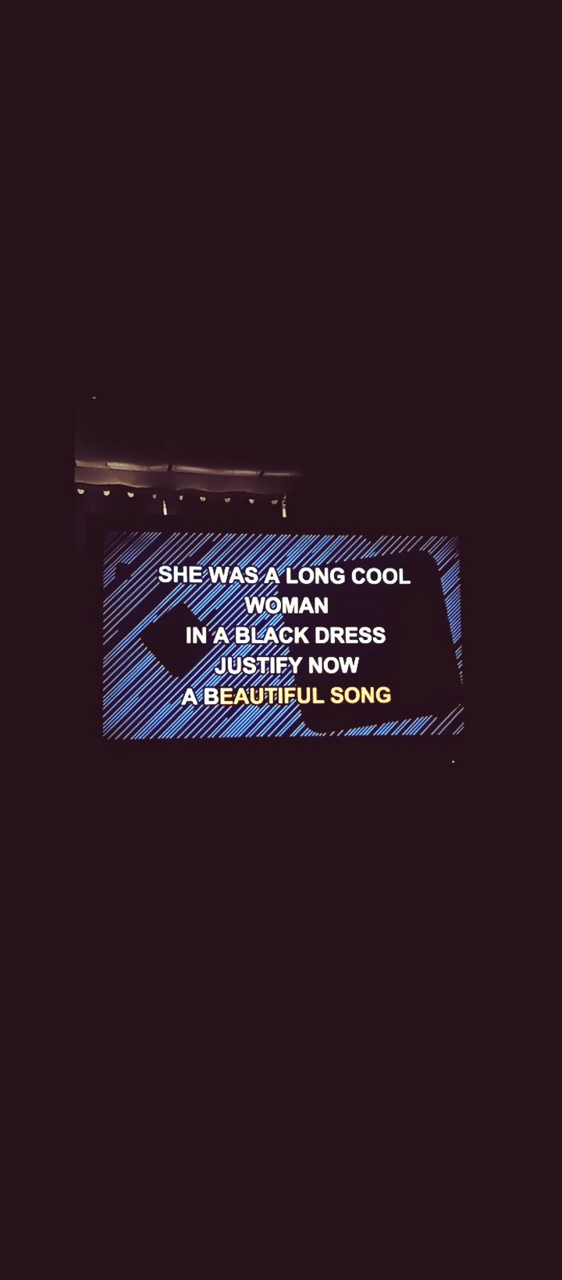 SHE WAS A LONG COOL
WOMAN
IN A BLACK DRESS
JUSTIFY NOW
A BEAUTIFUL SONG